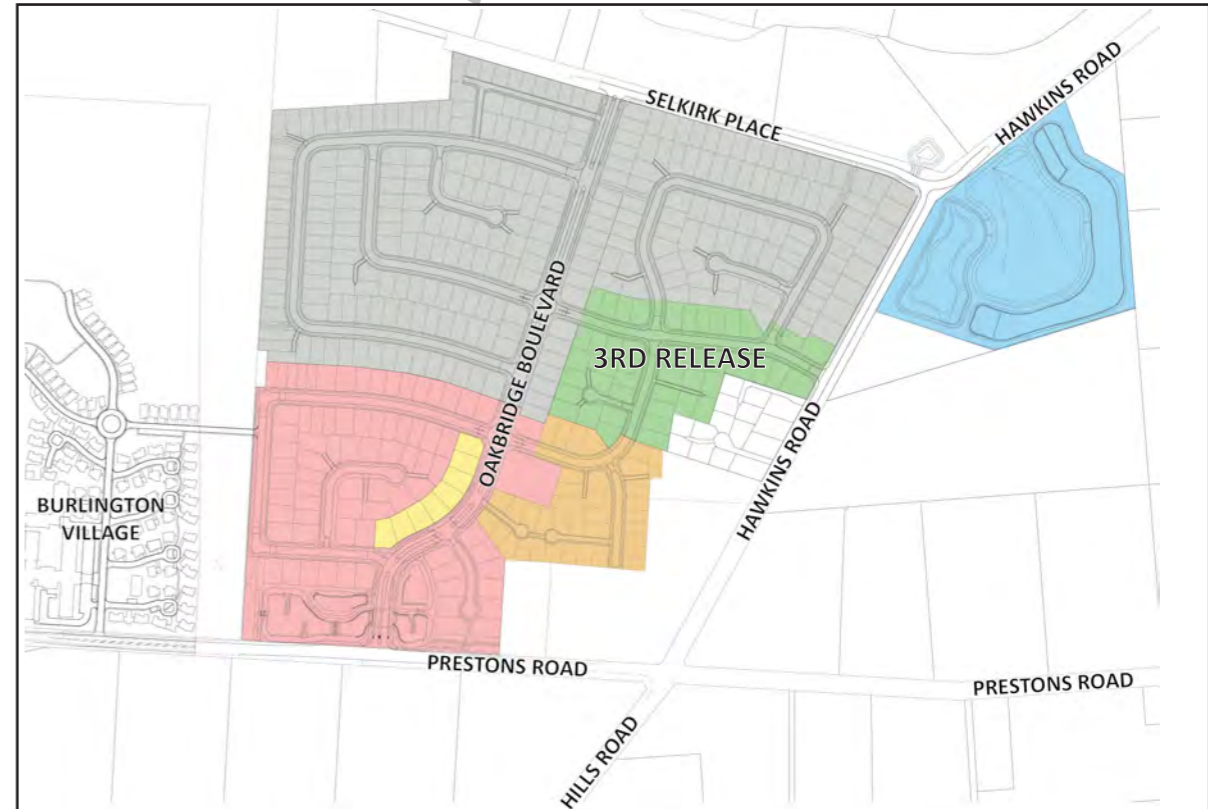 HAWKINS ROAD
SELKIRK PLACE
OAKBRIDGE BOULEVARD
3RD RELEASE
HAWKINS ROAD
BURLINGTON
VILLAGE
PRESTONS ROAD
PRESTONS ROAD
HILLS ROAD